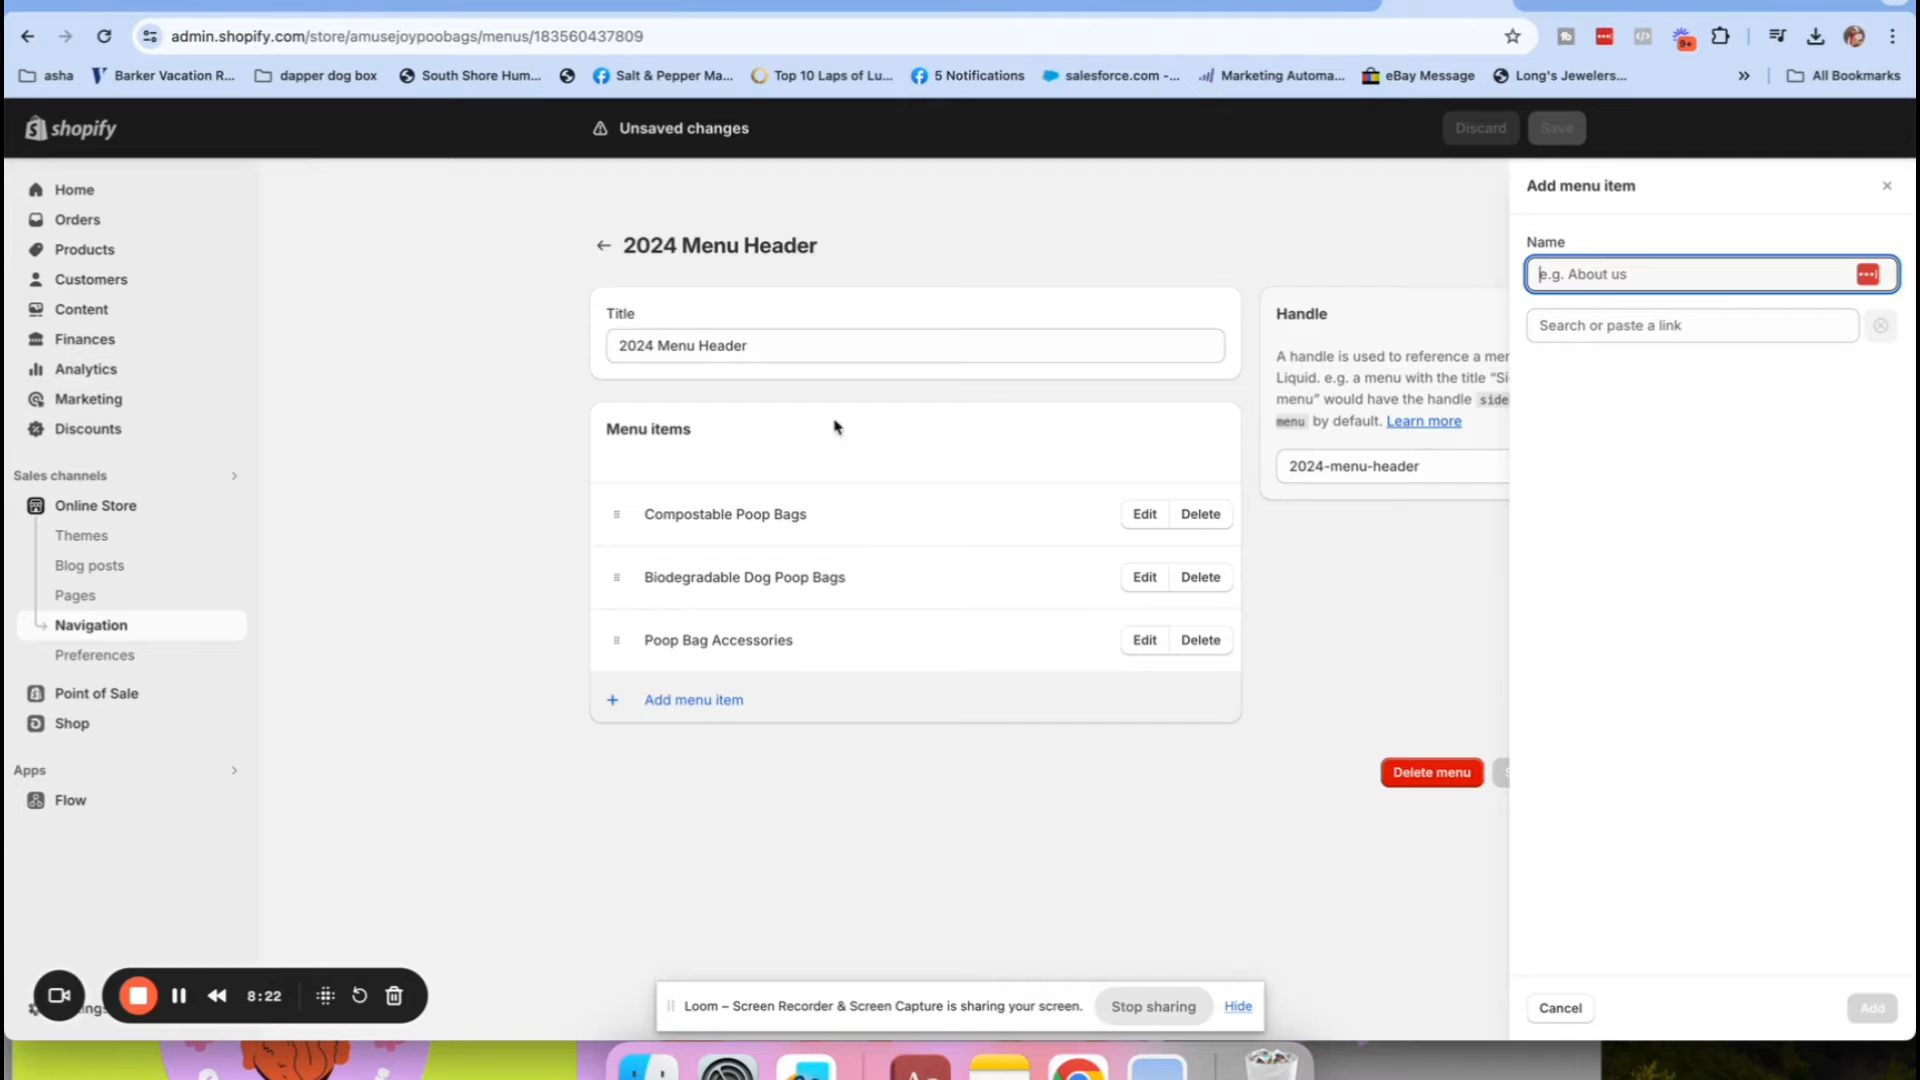 admin.shopify.com/store/amusejoypoobags/menus/183560437809
9+
asha
Barker Vacation R...
dapper dog box
South Shore Hum...
Salt & Pepper Ma...
Top 10 Laps of Lu...
5 Notifications
salesforce.com -...
Marketing Automa...
eBay Message
Long's Jewelers...
»
All Bookmarks
shopify
Unsaved changes
Discard
Save
Home
Orders
Products
Customers
Content
Finances
Analytics
Marketing
Discounts
Sales channels
Online Store
Themes
Blog posts
Pages
Navigation
Preferences
Point of Sale
Shop
Apps
Flow
2024 Menu Header
Title
2024 Menu Header
Menu items
Compostable Poop Bags
Edit
Delete
Biodegradable Dog Poop Bags
Edit
Delete
Poop Bag Accessories
Edit
Delete
+ Add menu item
Handle
A handle is used to reference a mer
Liquid. e.g. a menu with the title “Si
menu” would have the handle side
menu by default. Learn more
2024-menu-header
Delete menu
Add menu item
Name
e.g. About us
Search or paste a link
Cancel
Add
8:22
ngs
Loom – Screen Recorder & Screen Capture is sharing your screen.
Stop sharing
Hide